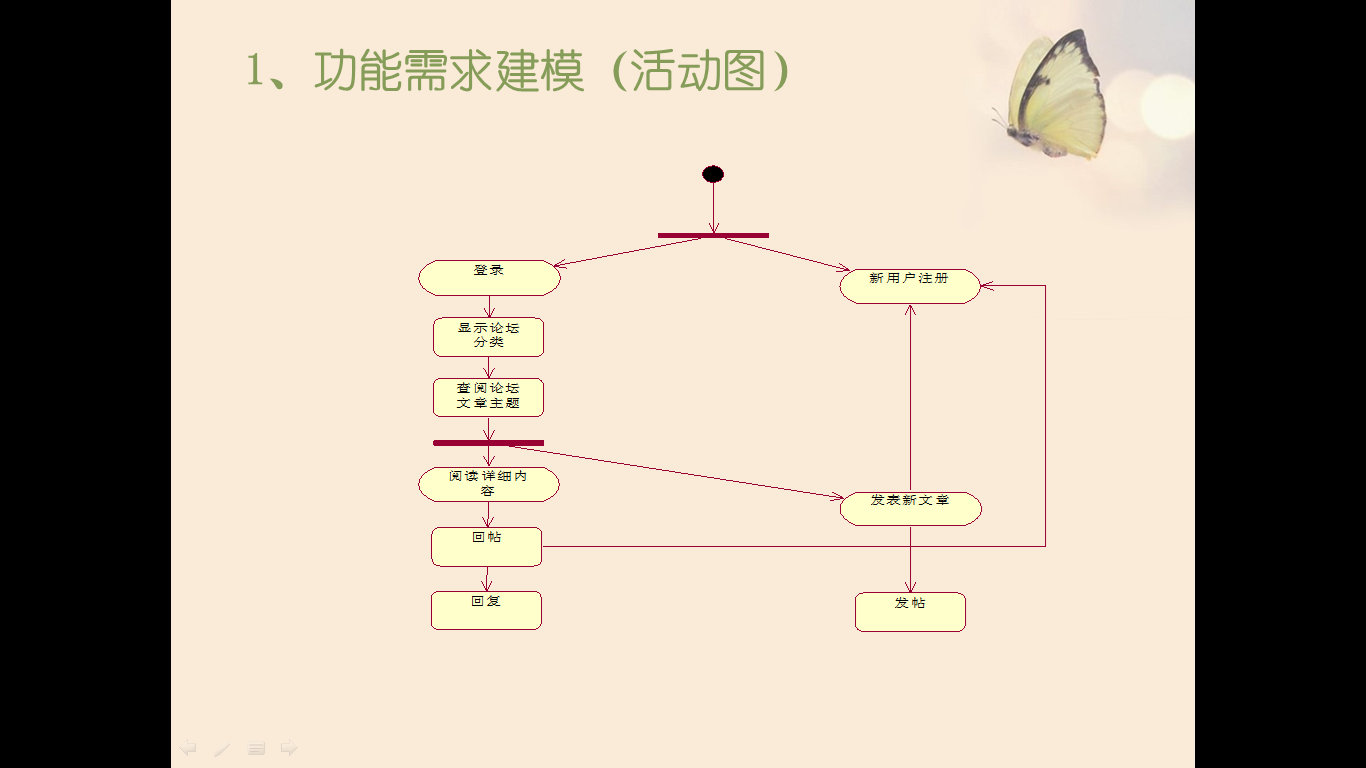 1、功能需求建模（活动图）
登录
新用户注册
显示论坛
分类
查阅论坛
文章主题
阅读详细内
容
发表新文章
回帖
回复
发帖